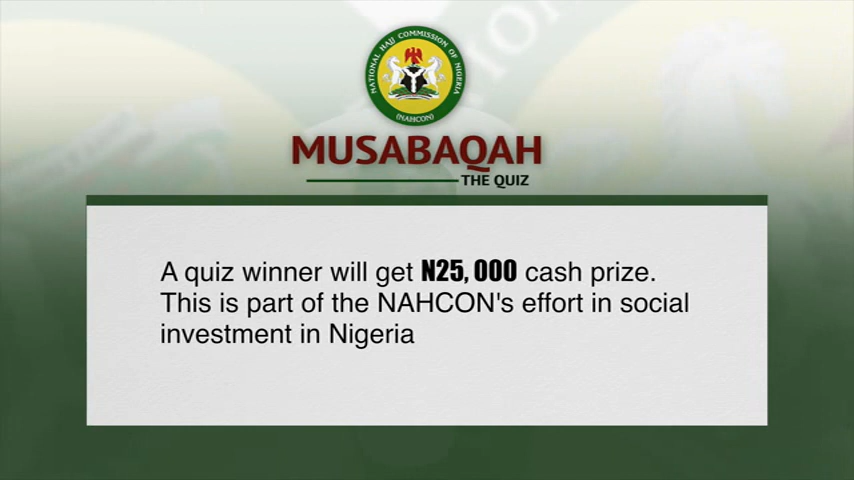 NATIONAL HAJJ COMMISSION OF NIGERIA
(NAHCON)
MUSABAQAH
THE QUIZ
A quiz winner will get N25,000 cash prize.
This is part of the NAHCON's effort in social
investment in Nigeria